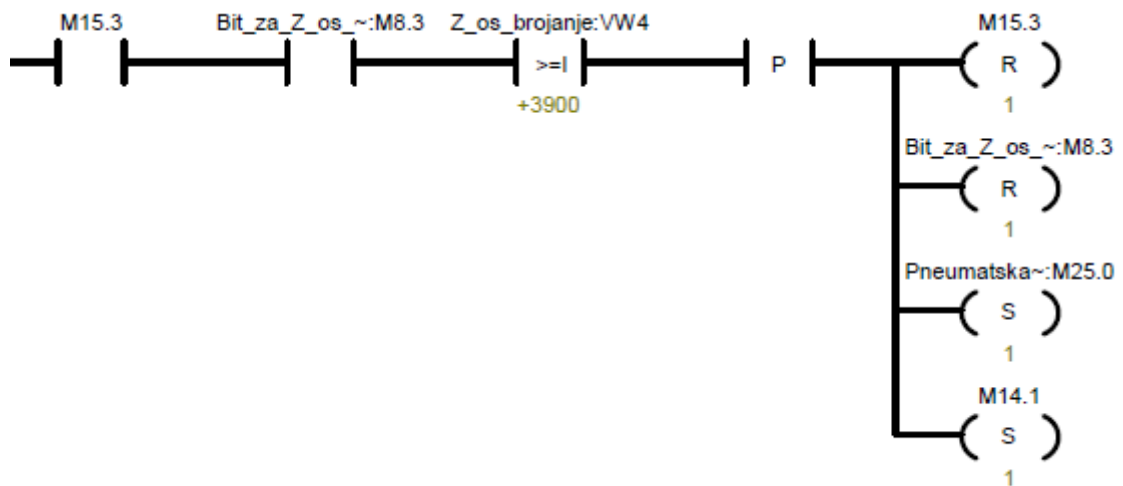 M15.3 Bit_za_Z_os_~:M8.3 Z_os_brojanje:VW4 M15.3
>=I P R
+3900 1
Bit_za_Z_os_~:M8.3
R
1
Pneumatska~:M25.0
S
1
M14.1
S
1